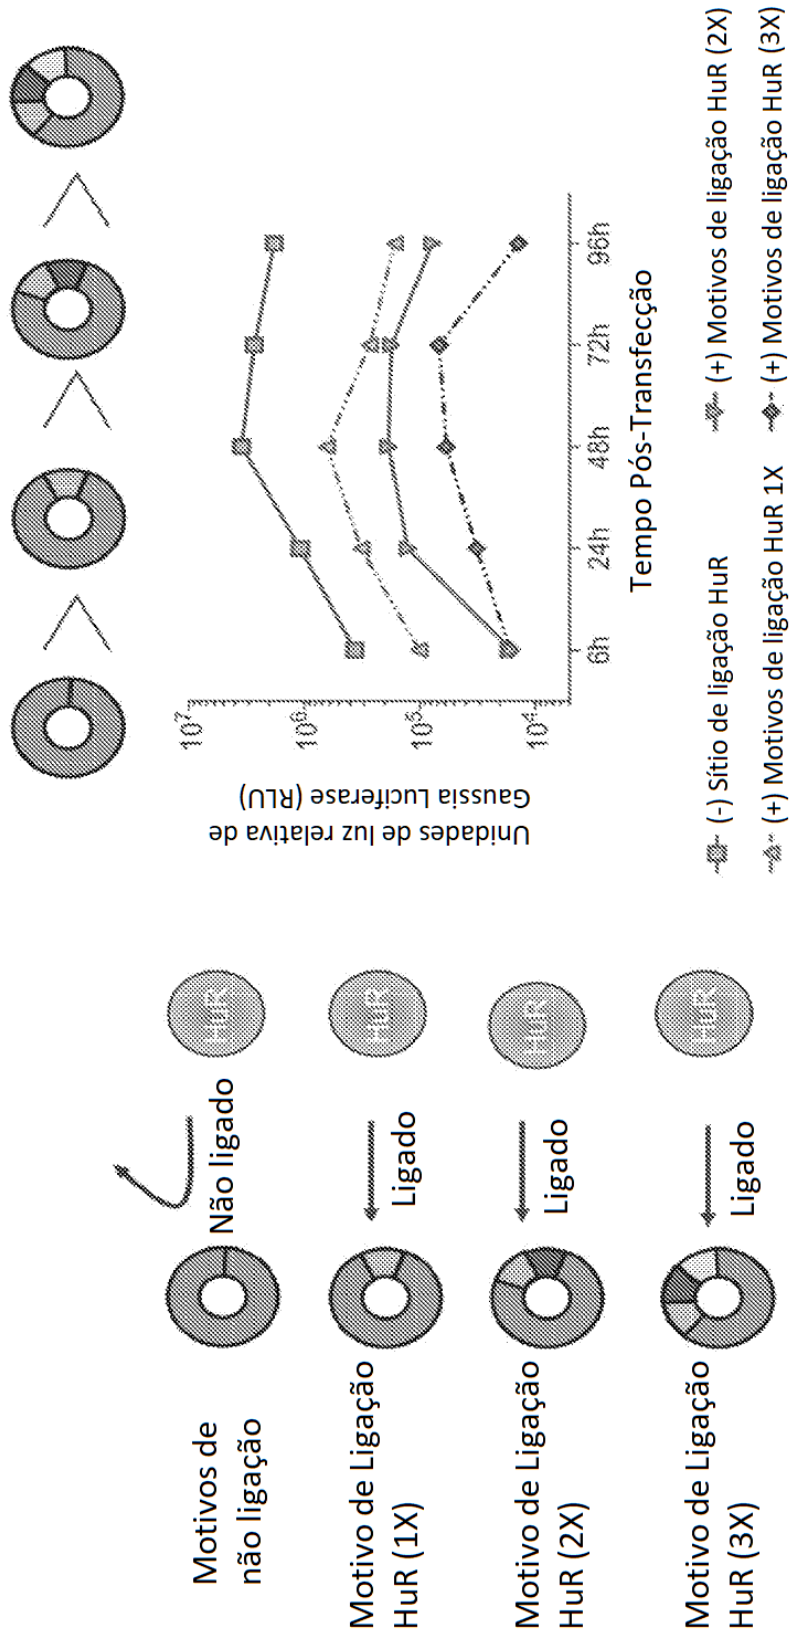 Motivos de
não ligação
Não ligado
HuR
Motivo de Ligação
HuR (1X)
Ligado
HuR
Motivo de Ligação
HuR (2X)
Ligado
HuR
Motivo de Ligação
HuR (3X)
Ligado
HuR
Unidades de luz relativa de
Gaussia Luciferase (RLU)
10⁷
10⁶
10⁵
10⁴
6h
24h
48h
72h
96h
Tempo Pós-Transfecção
(-) Sítio de ligação HuR
(+) Motivos de ligação HuR (2X)
(+) Motivos de ligação HuR 1X
(+) Motivos de ligação HuR (3X)